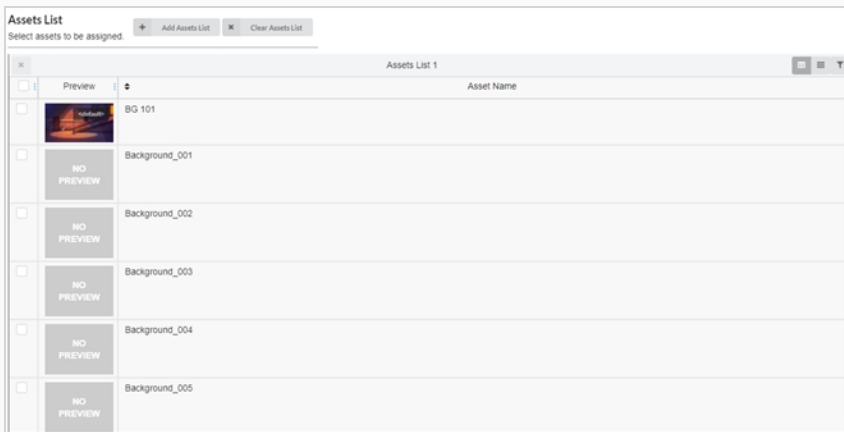 Assets List
Select assets to be assigned.
Add Assets List
Clear Assets List
Assets List 1
Preview
Asset Name
<default>
BG 101
NO
PREVIEW
Background_001
NO
PREVIEW
Background_002
NO
PREVIEW
Background_003
NO
PREVIEW
Background_004
NO
PREVIEW
Background_005